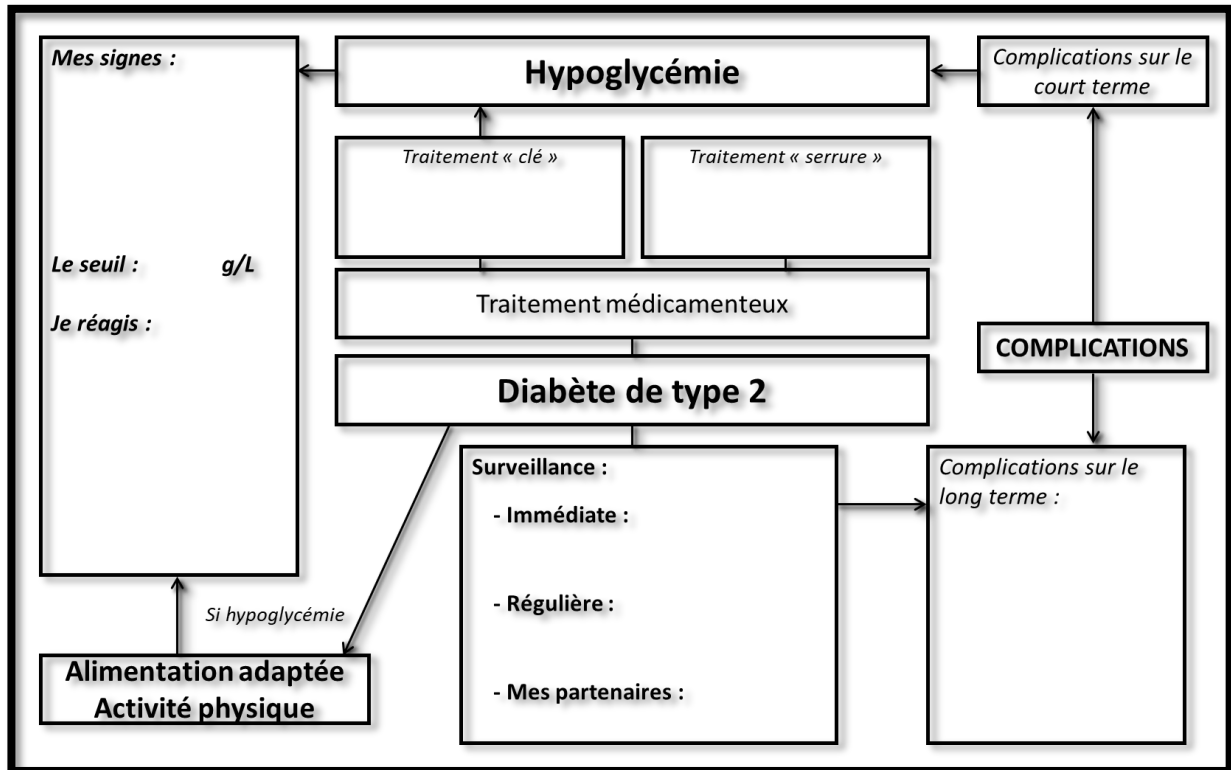 Mes signes :
Le seuil : g/L
Je réagis :
Hypoglycémie
Complications sur le
court terme
Traitement « clé »
Traitement « serrure »
Traitement médicamenteux
COMPLICATIONS
Diabète de type 2
Surveillance :
- Immédiate :
- Régulière :
- Mes partenaires :
Complications sur le
long terme :
Si hypoglycémie
Alimentation adaptée
Activité physique